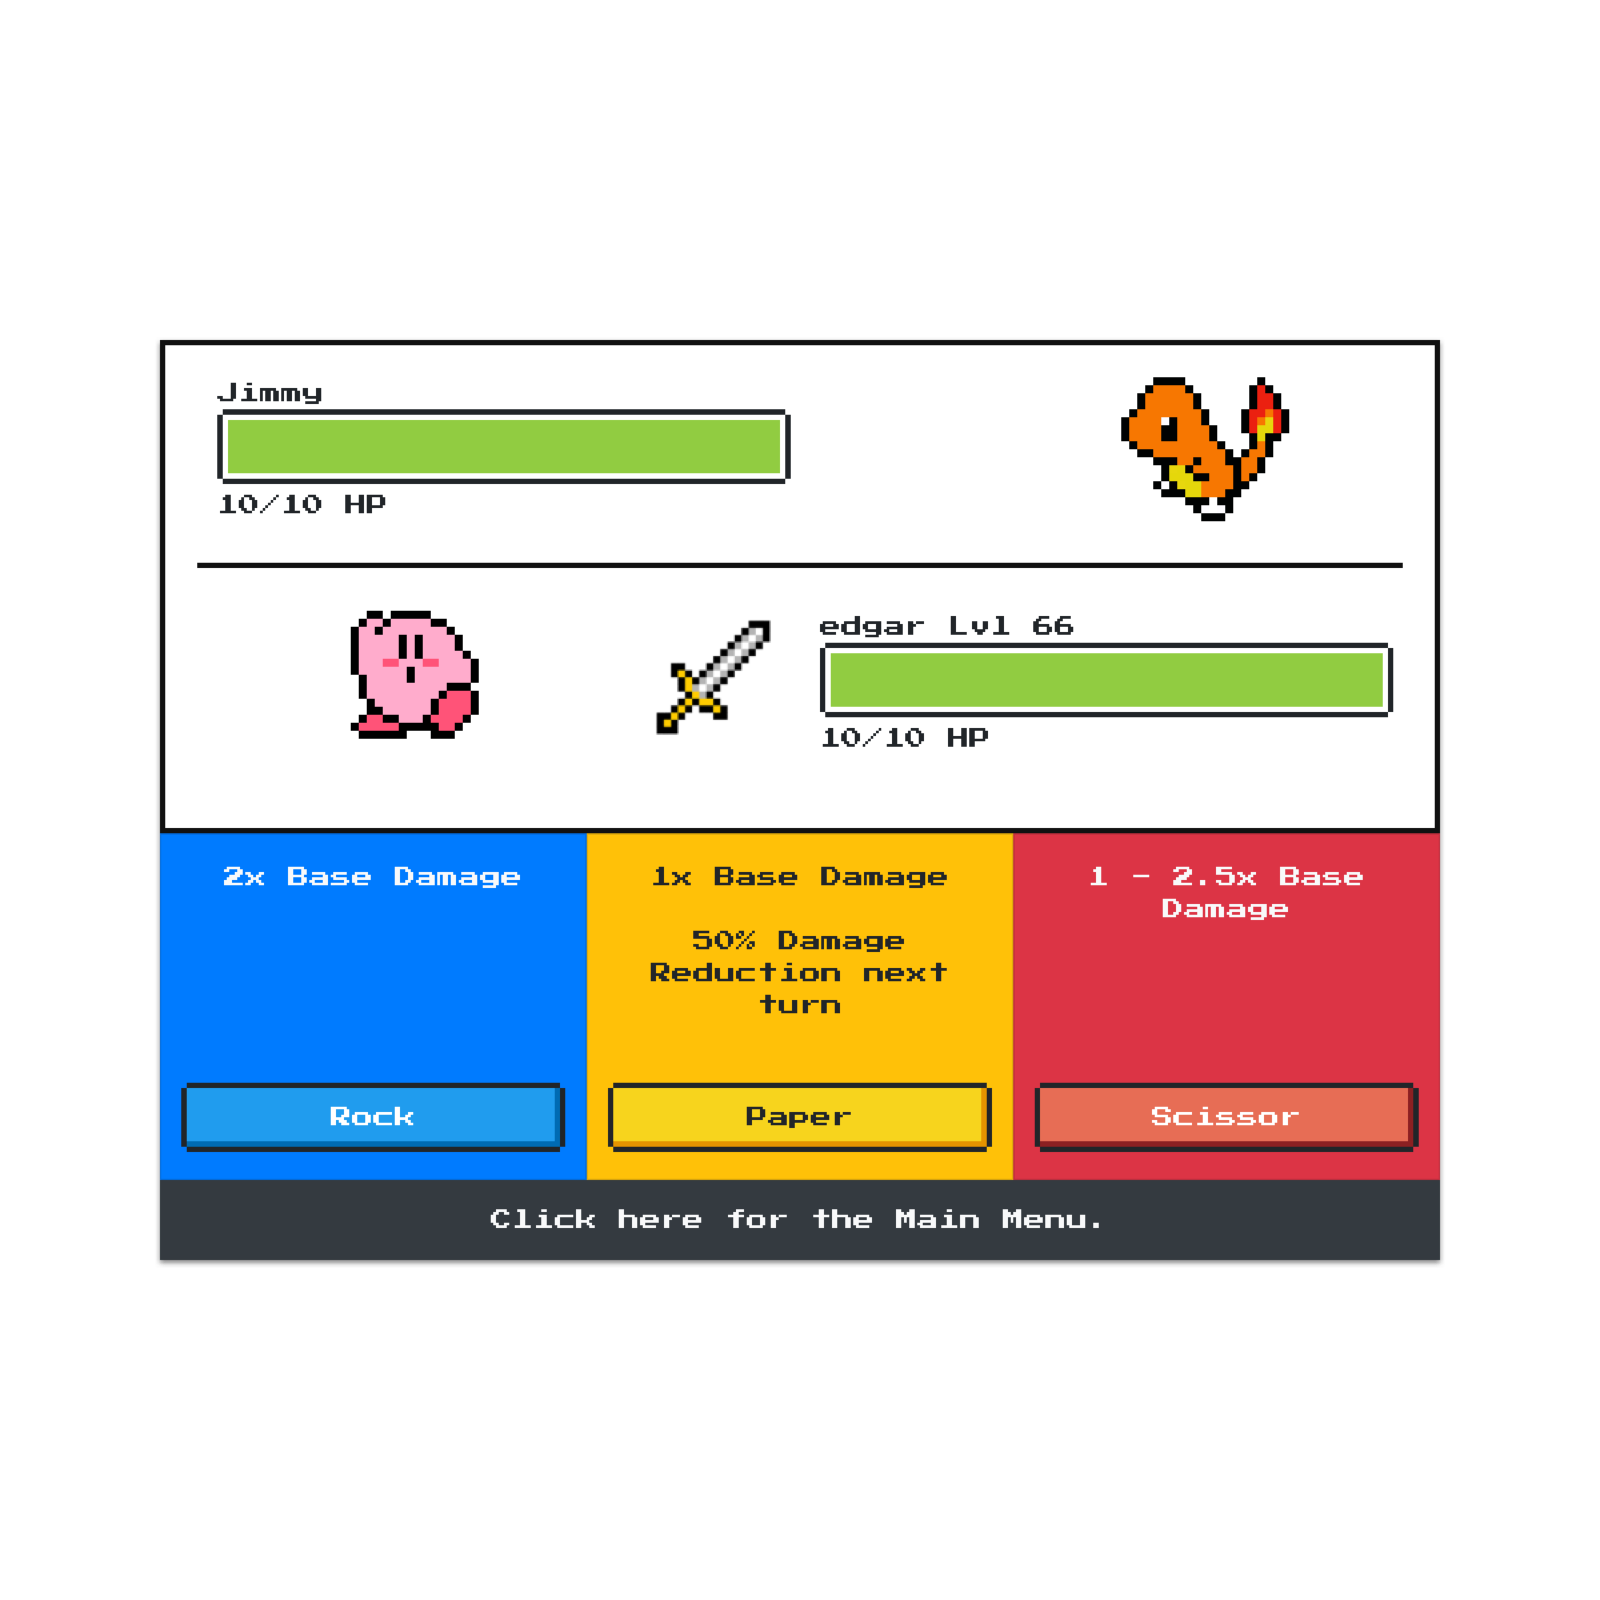 Jimmy
10/10 HP
edgar Lvl 66
10/10 HP
2x Base Damage
1x Base Damage
50% Damage
Reduction next
turn
1 - 2.5x Base
Damage
Rock
Paper
Scissor
Click here for the Main Menu.